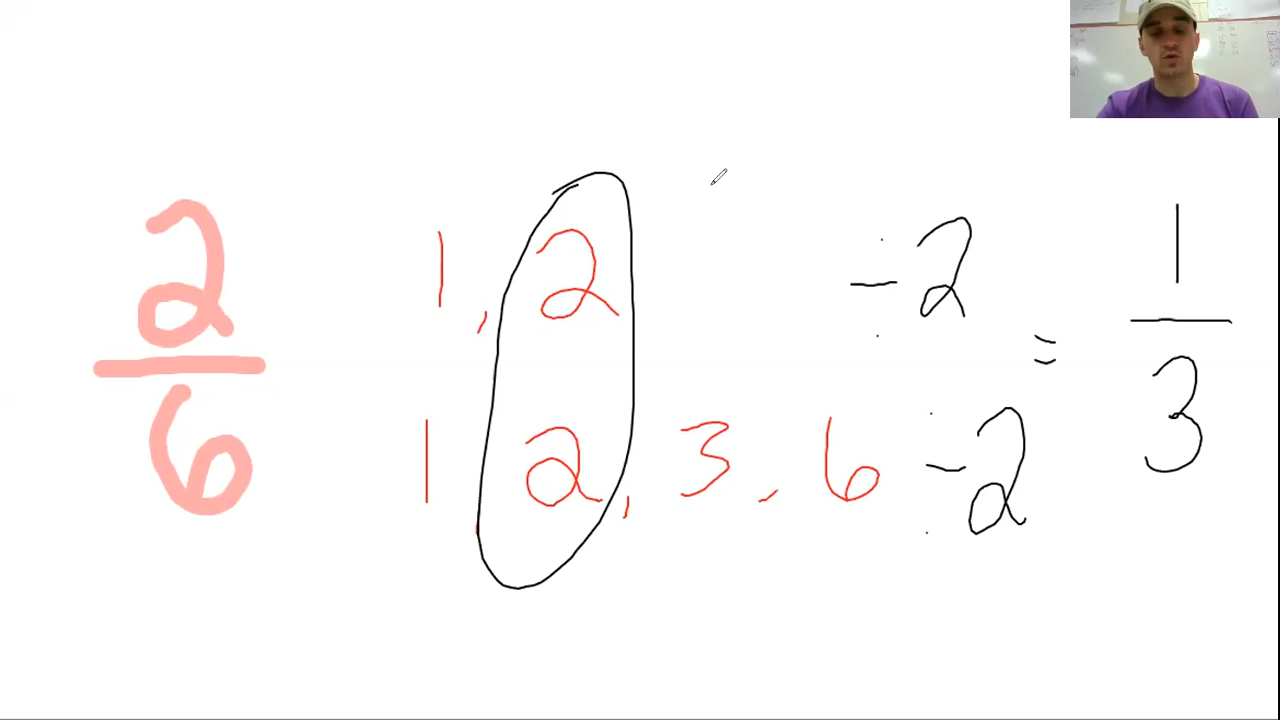 2/6
1, 2 ÷ 2
1, 2, 3, 6 ÷ 2
= 1/3